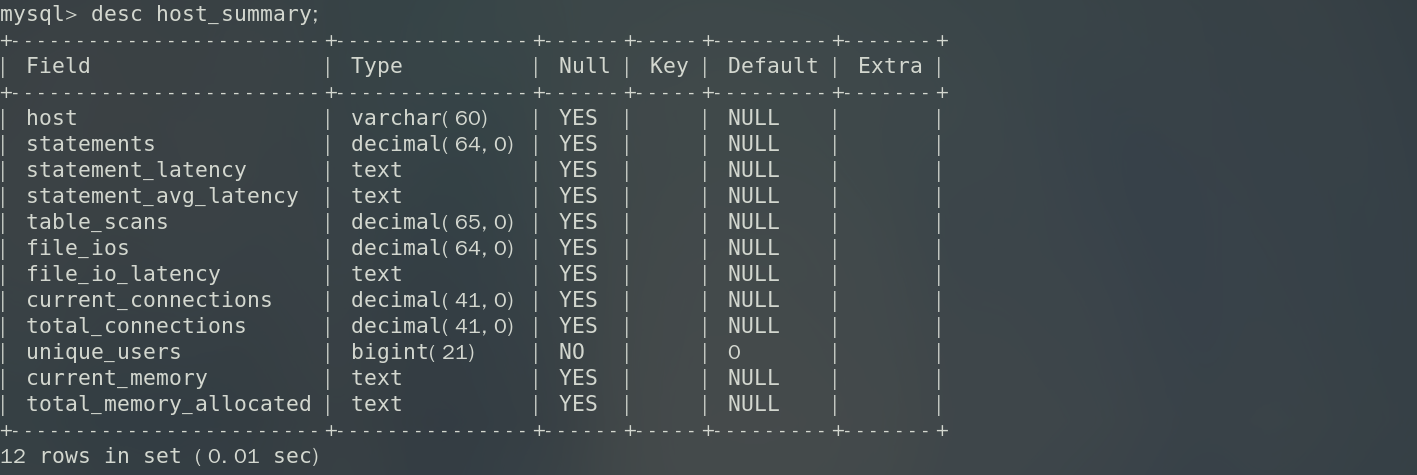 mysql> desc host_summary;
+------------------------+---------------+------+-----+---------+-------+
| Field                  | Type          | Null | Key | Default | Extra |
+------------------------+---------------+------+-----+---------+-------+
| host                   | varchar(60)   | YES  |     | NULL    |       |
| statements             | decimal(64,0) | YES  |     | NULL    |       |
| statement_latency      | text          | YES  |     | NULL    |       |
| statement_avg_latency  | text          | YES  |     | NULL    |       |
| table_scans            | decimal(65,0) | YES  |     | NULL    |       |
| file_ios               | decimal(64,0) | YES  |     | NULL    |       |
| file_io_latency        | text          | YES  |     | NULL    |       |
| current_connections    | decimal(41,0) | YES  |     | NULL    |       |
| total_connections      | decimal(41,0) | YES  |     | NULL    |       |
| unique_users           | bigint(21)    | NO   |     | 0       |       |
| current_memory         | text          | YES  |     | NULL    |       |
| total_memory_allocated | text          | YES  |     | NULL    |       |
+------------------------+---------------+------+-----+---------+-------+
12 rows in set (0.01 sec)